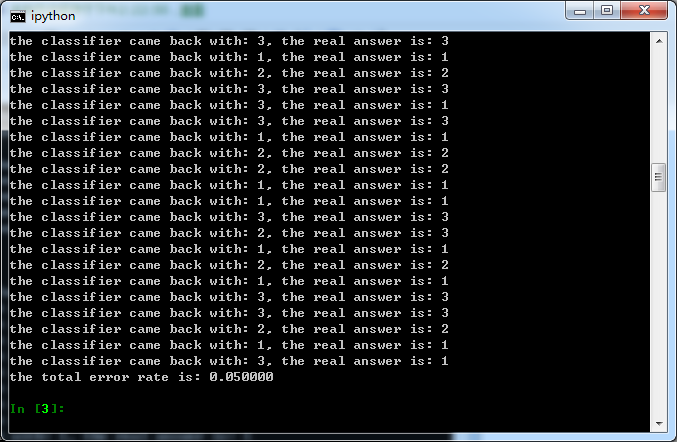 ipython
the classifier came back with: 3, the real answer is: 3
the classifier came back with: 1, the real answer is: 1
the classifier came back with: 2, the real answer is: 2
the classifier came back with: 3, the real answer is: 3
the classifier came back with: 3, the real answer is: 1
the classifier came back with: 3, the real answer is: 3
the classifier came back with: 1, the real answer is: 1
the classifier came back with: 2, the real answer is: 2
the classifier came back with: 2, the real answer is: 2
the classifier came back with: 1, the real answer is: 1
the classifier came back with: 1, the real answer is: 1
the classifier came back with: 3, the real answer is: 3
the classifier came back with: 2, the real answer is: 3
the classifier came back with: 1, the real answer is: 1
the classifier came back with: 2, the real answer is: 2
the classifier came back with: 1, the real answer is: 1
the classifier came back with: 3, the real answer is: 3
the classifier came back with: 3, the real answer is: 3
the classifier came back with: 2, the real answer is: 2
the classifier came back with: 1, the real answer is: 1
the classifier came back with: 3, the real answer is: 1
the total error rate is: 0.050000
In [3]: